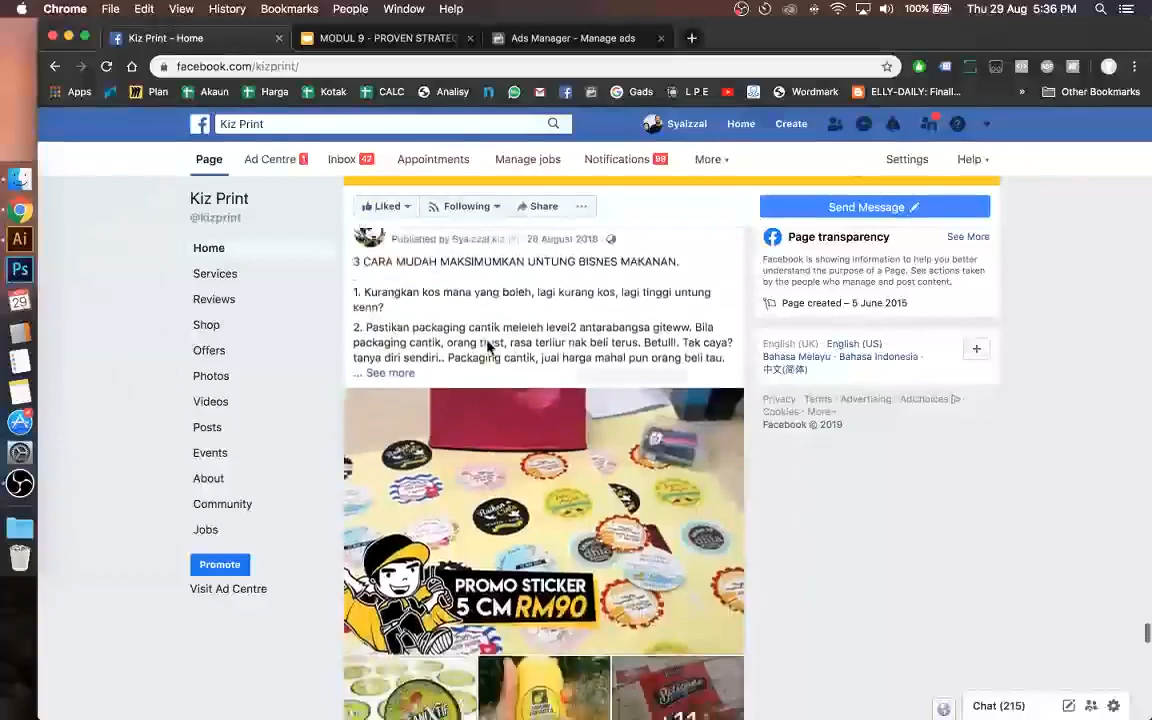 Chrome File Edit View History Bookmarks People Window Help 100% Thu 29 Aug 5:36 PM
Kiz Print - Home MODUL 9 - PROVEN STRATEG Ads Manager - Manage ads
facebook.com/kizprint/
Apps Plan Akaun Harga Kotak CALC Analisy Gads L P E Wordmark ELLY-DAILY: Finall... Other Bookmarks
Kiz Print Syaizzal Home Create
Page Ad Centre 1 Inbox 42 Appointments Manage jobs Notifications 99 More Settings Help
Kiz Print
@kizprint
Home
Services
Reviews
Shop
Offers
Photos
Videos
Posts
Events
About
Community
Jobs
Promote
Visit Ad Centre
Liked Following Share
Published by 28 August 2018
3 CARA MUDAH MAKSIMUMKAN UNTUNG BISNES MAKANAN.
1. Kurangkan kos mana yang boleh, lagi kurang kos, lagi tinggi untung
kenn?
2. Pastikan packaging cantik meleleh level2 antarabangsa giteww. Bila
packaging cantik, orang trust, rasa terliur nak beli terus. Betul!!. Tak caya?
tanya diri sendiri.. Packaging cantik, jual harga mahal pun orang beli tau.
... See more
PROMO STICKER
5 CM RM90
+11
Send Message
Page transparency See More
Facebook is showing information to help you better
understand the purpose of a Page. See actions taken
by the people who manage and post content.
Page created – 5 June 2015
English (UK) · English (US)
Bahasa Melayu · Bahasa Indonesia ·
中文(简体)
Privacy · Terms · Advertising · AdChoices ·
Cookies · More
Facebook © 2019
Chat (215)